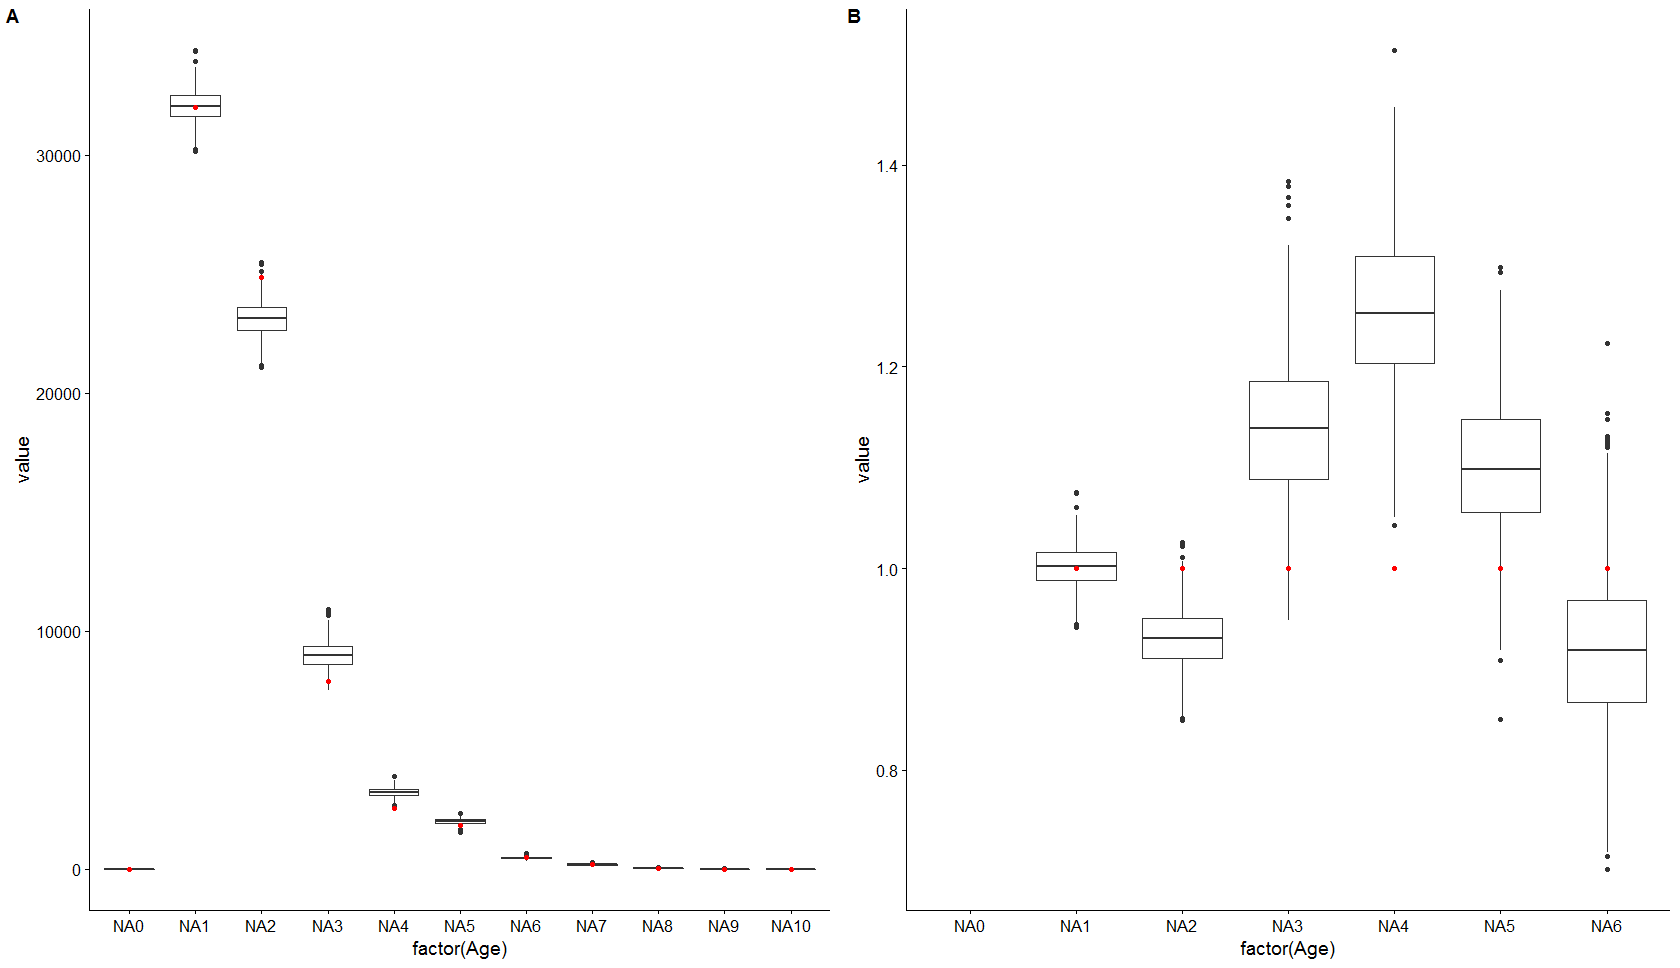 A
value
30000
20000
10000
0
NA0 NA1 NA2 NA3 NA4 NA5 NA6 NA7 NA8 NA9 NA10
factor(Age)
B
value
1.4
1.2
1.0
0.8
NA0 NA1 NA2 NA3 NA4 NA5 NA6
factor(Age)